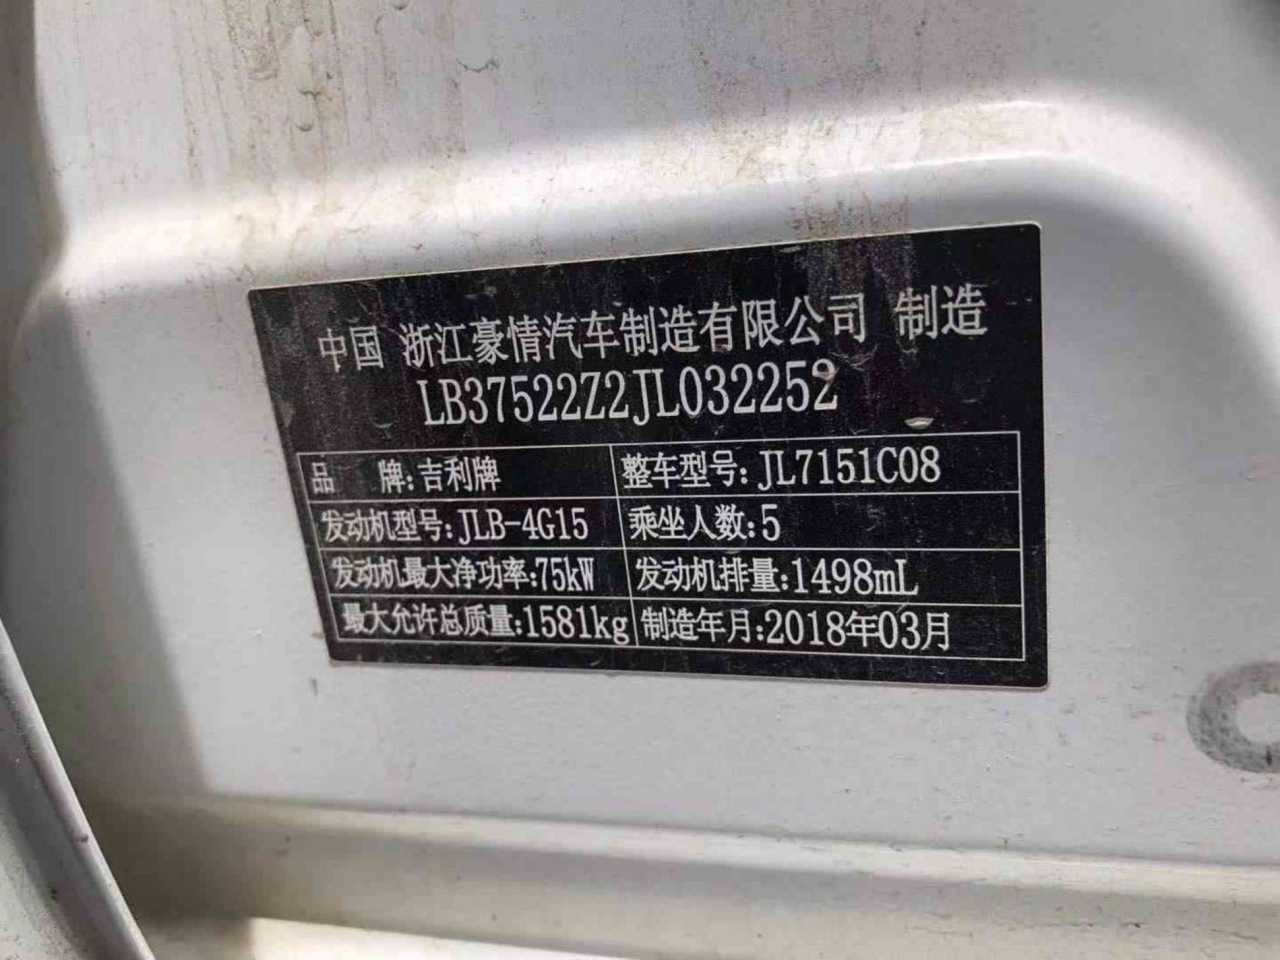 中国 浙江豪情汽车制造有限公司 制造
LB37522Z2JL032252
品 牌:吉利牌 整车型号:JL7151C08
发动机型号:JLB-4G15 乘坐人数:5
发动机最大净功率:75kW 发动机排量:1498mL
最大允许总质量:1581kg 制造年月:2018年03月